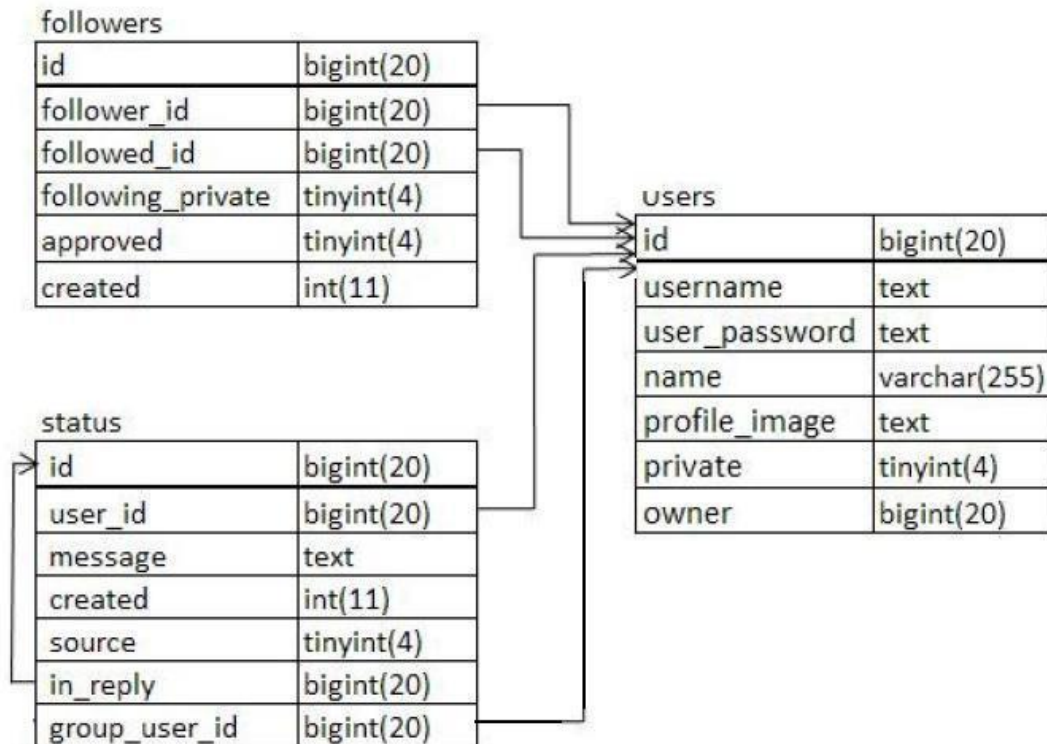 followers
id bigint(20)
follower_id bigint(20)
followed_id bigint(20)
following_private tinyint(4)
approved tinyint(4)
created int(11)
users
id bigint(20)
username text
user_password text
name varchar(255)
profile_image text
private tinyint(4)
owner bigint(20)
status
id bigint(20)
user_id bigint(20)
message text
created int(11)
source tinyint(4)
in_reply bigint(20)
group_user_id bigint(20)